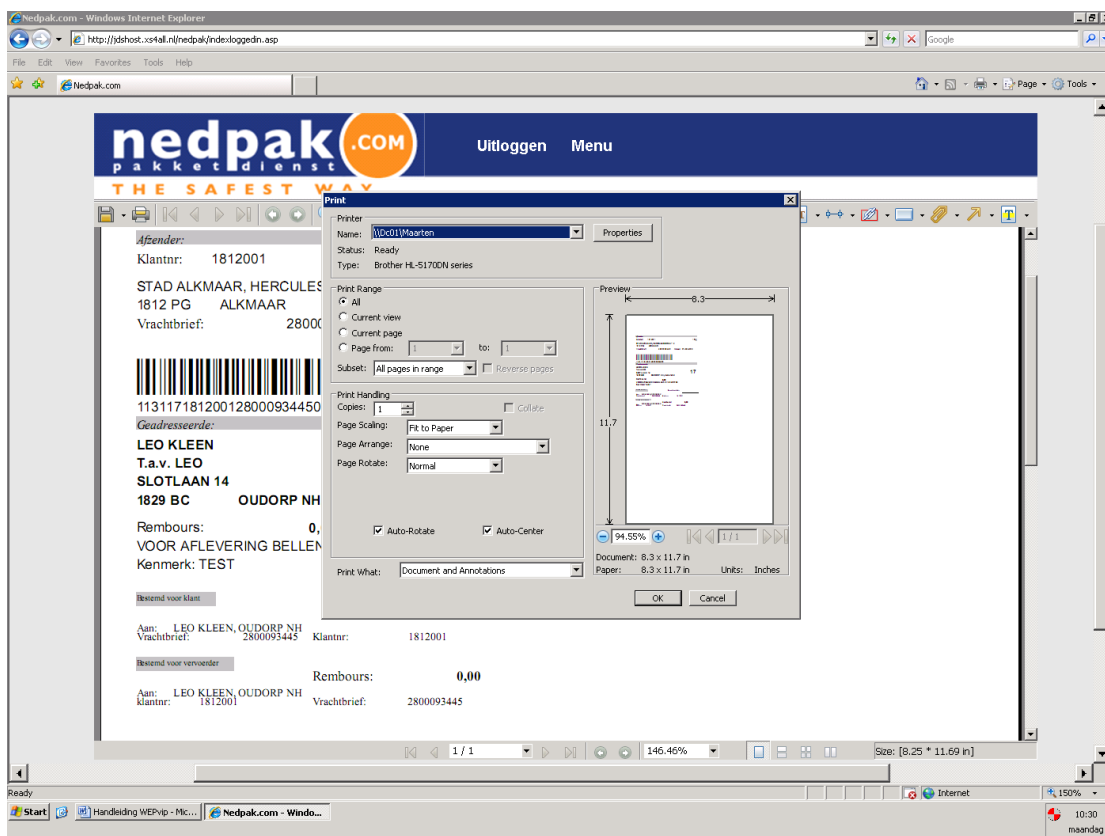 Nedpak.com - Windows Internet Explorer
http://jdshost.xs4all.nl/nedpak/indexloggedin.asp
Google
File Edit View Favorites Tools Help
Nedpak.com
Page Tools
nedpak.COM
Uitloggen Menu
pakketdienst
THE SAFEST WAY
Print
Printer
Name: \\Dc01\Maarten
Properties
Status: Ready
Type: Brother HL-5170DN series
Print Range
All
Current view
Current page
Page from: 1 to: 1
Subset: All pages in range
Reverse pages
Print Handling
Copies: 1
Collate
Page Scaling: Fit to Paper
Page Arrange: None
Page Rotate: Normal
Auto-Rotate
Auto-Center
Print What: Document and Annotations
Preview
8.3
11.7
17
94.55%
1 / 1
Document: 8.3 x 11.7 in
Paper: 8.3 x 11.7 in Units: Inches
OK Cancel
Afzender:
Klantnr: 1812001
STAD ALKMAAR, HERCULES
1812 PG ALKMAAR
Vrachtbrief: 2800
11311718120012800093445​0
Geadresseerde:
LEO KLEEN
T.a.v. LEO
SLOTLAAN 14
1829 BC OUDORP NH
Rembours: 0,
VOOR AFLEVERING BELLEN
Kenmerk: TEST
Bestemd voor klant
Aan: LEO KLEEN, OUDORP NH
Vrachtbrief: 2800093445 Klantnr: 1812001
Bestemd voor vervoerder
Rembours: 0,00
Aan: LEO KLEEN, OUDORP NH
klantnr: 1812001 Vrachtbrief: 2800093445
1 / 1
146.46%
Size: [8.25 * 11.69 in]
Ready
Internet
150%
Start
Handleiding WEPvip - Mic...
Nedpak.com - Windo...
10:30
maandag